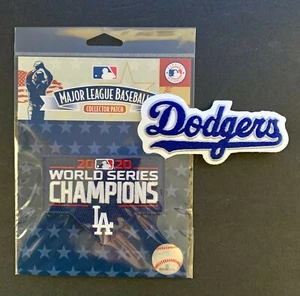 MAJOR LEAGUE BASEBALL
COLLECTOR PATCH
Dodgers
2020
WORLD SERIES
CHAMPIONS
LA